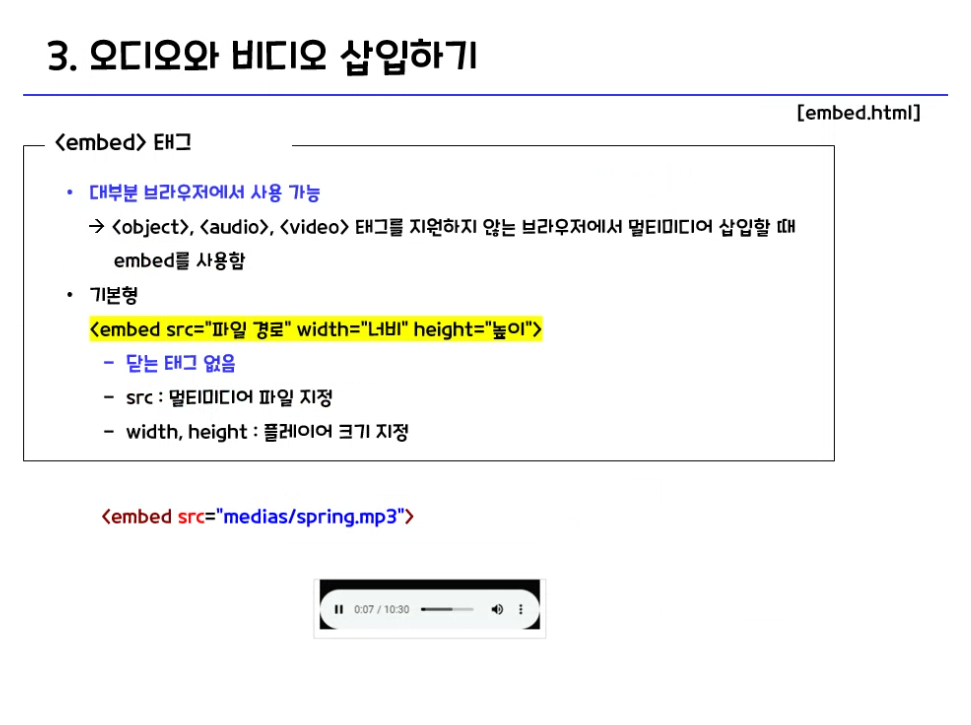 3. 오디오와 비디오 삽입하기
[embed.html]
<embed> 태그
• 대부분 브라우저에서 사용 가능
→ <object>, <audio>, <video> 태그를 지원하지 않는 브라우저에서 멀티미디어 삽입할 때
embed를 사용함
• 기본형
<embed src="파일 경로" width="너비" height="높이">
- 닫는 태그 없음
- src : 멀티미디어 파일 지정
- width, height : 플레이어 크기 지정
<embed src="medias/spring.mp3">
0:07 / 10:30